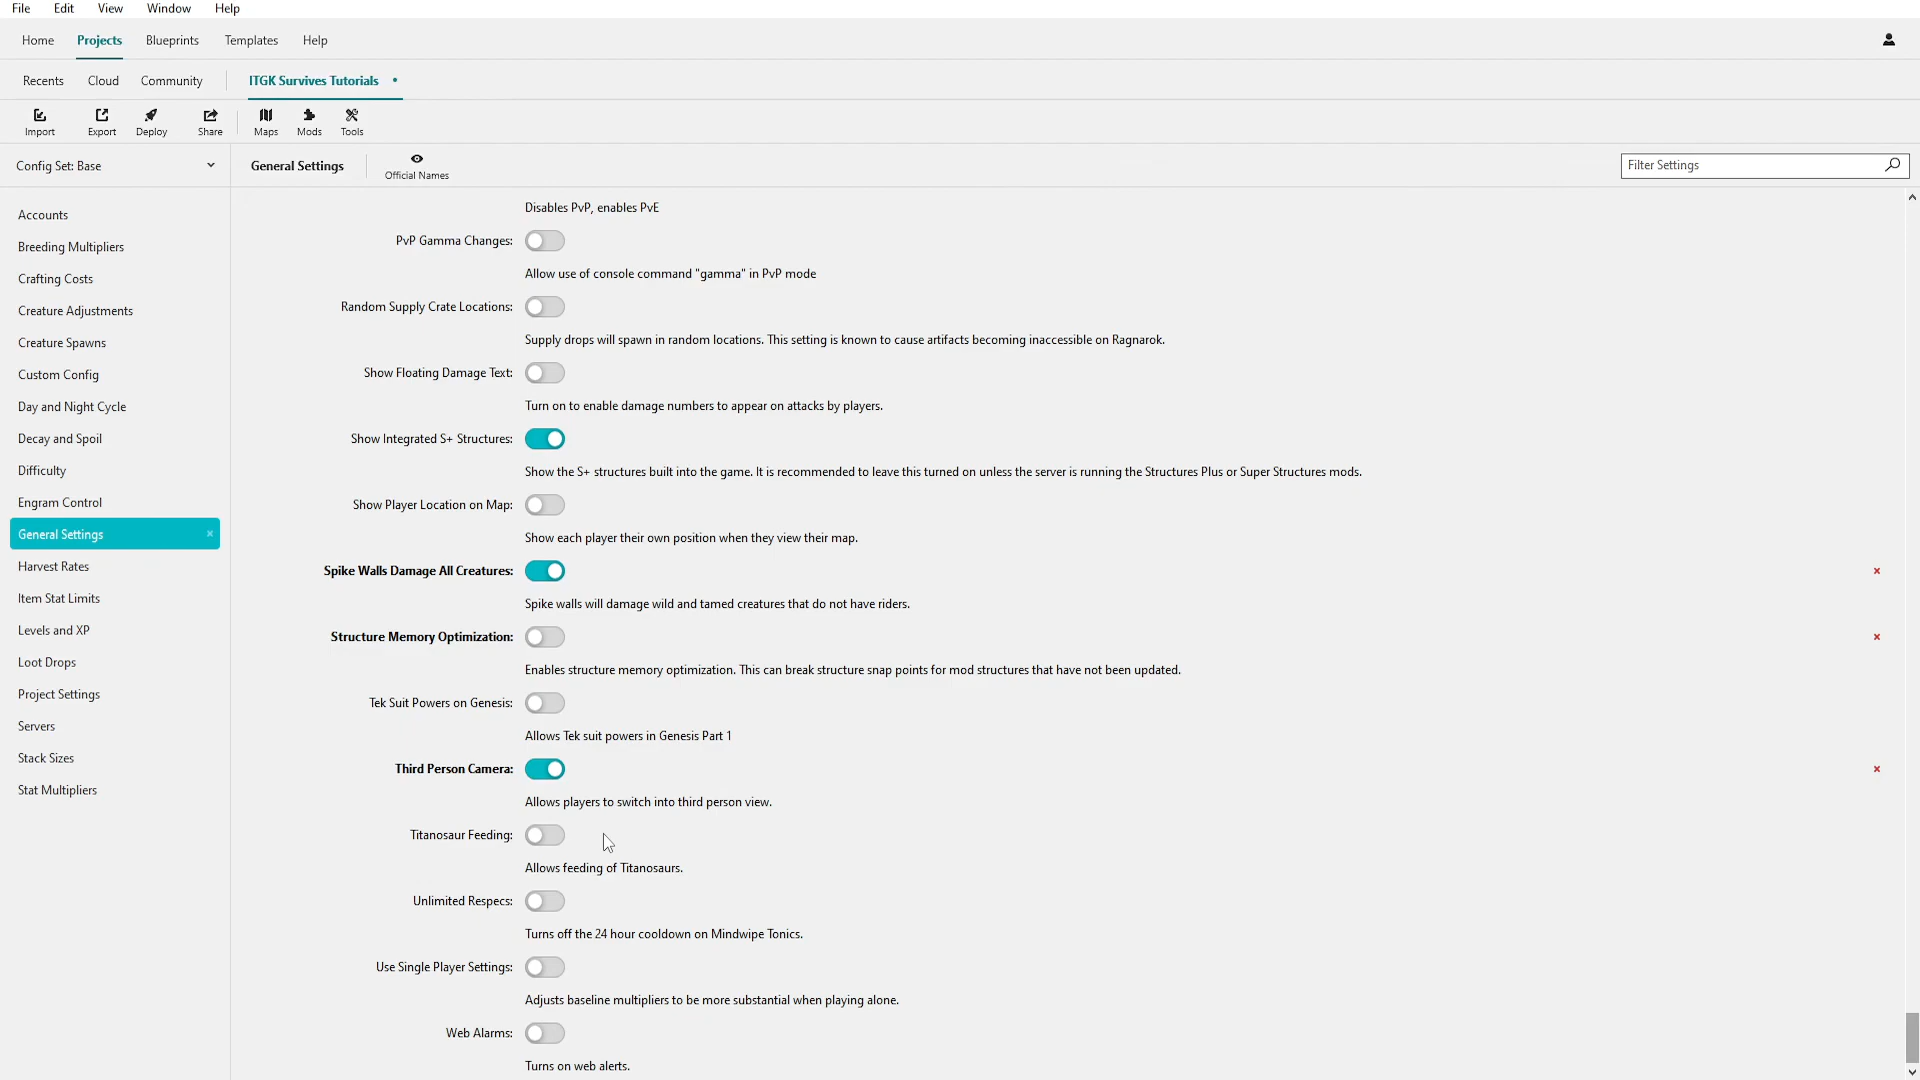 File Edit View Window Help
Home Projects Blueprints Templates Help
Recents Cloud Community ITGK Survives Tutorials •
Import Export Deploy Share Maps Mods Tools
Config Set: Base
General Settings
Official Names
Filter Settings
Accounts
Breeding Multipliers
Crafting Costs
Creature Adjustments
Creature Spawns
Custom Config
Day and Night Cycle
Decay and Spoil
Difficulty
Engram Control
General Settings ×
Harvest Rates
Item Stat Limits
Levels and XP
Loot Drops
Project Settings
Servers
Stack Sizes
Stat Multipliers
Disables PvP, enables PvE
PvP Gamma Changes:
Allow use of console command "gamma" in PvP mode
Random Supply Crate Locations:
Supply drops will spawn in random locations. This setting is known to cause artifacts becoming inaccessible on Ragnarok.
Show Floating Damage Text:
Turn on to enable damage numbers to appear on attacks by players.
Show Integrated S+ Structures:
Show the S+ structures built into the game. It is recommended to leave this turned on unless the server is running the Structures Plus or Super Structures mods.
Show Player Location on Map:
Show each player their own position when they view their map.
Spike Walls Damage All Creatures:
Spike walls will damage wild and tamed creatures that do not have riders.
Structure Memory Optimization:
Enables structure memory optimization. This can break structure snap points for mod structures that have not been updated.
Tek Suit Powers on Genesis:
Allows Tek suit powers in Genesis Part 1
Third Person Camera:
Allows players to switch into third person view.
Titanosaur Feeding:
Allows feeding of Titanosaurs.
Unlimited Respecs:
Turns off the 24 hour cooldown on Mindwipe Tonics.
Use Single Player Settings:
Adjusts baseline multipliers to be more substantial when playing alone.
Web Alarms:
Turns on web alerts.